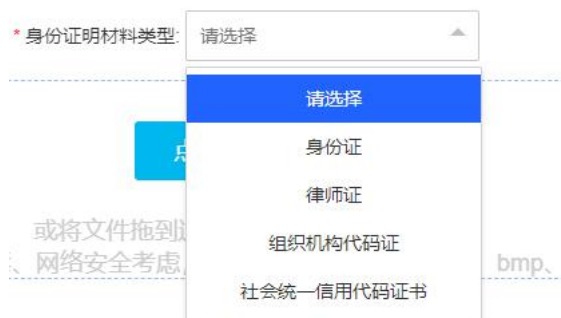 * 身份证明材料类型: 请选择
请选择
身份证
律师证
或将文件拖到
组织机构代码证
、网络安全考虑, bmp、
社会统一信用代码证书